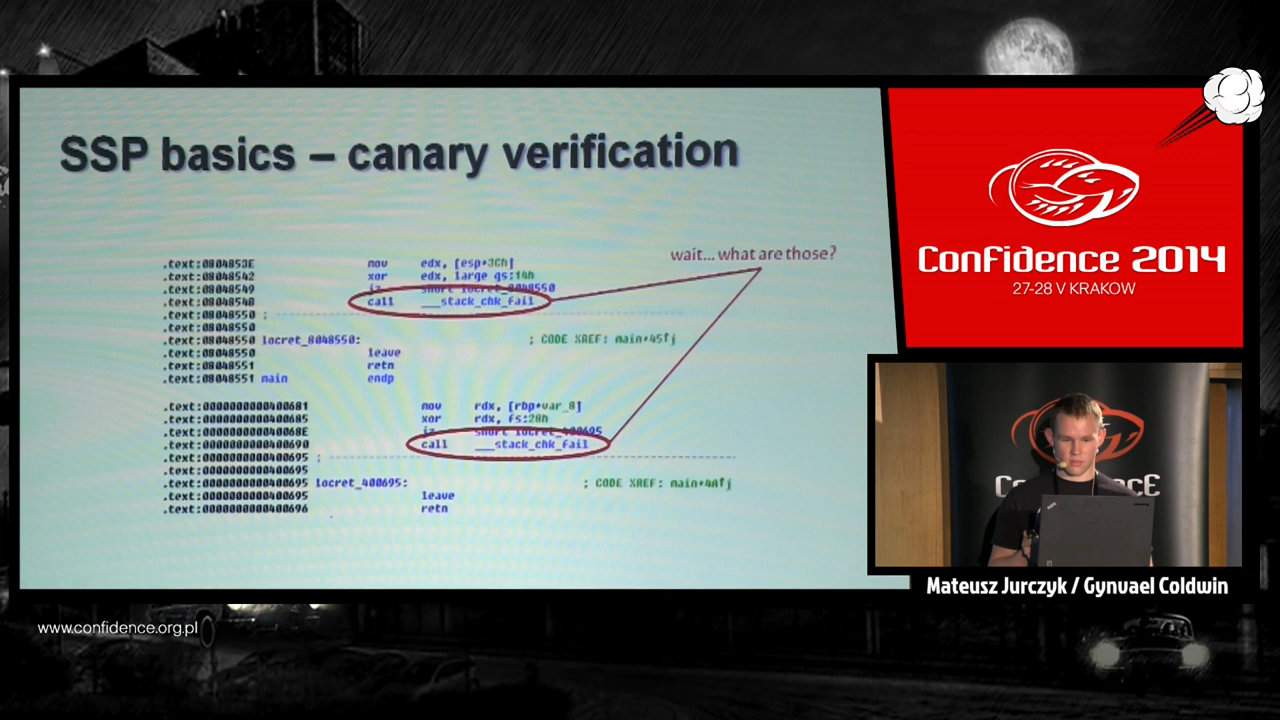 SSP basics – canary verification
wait... what are those?
.text:0804853E mov edx, [esp+3Ch]
.text:08048542 xor edx, large gs:14h
.text:08048549 jz short locret_8048550
.text:0804854B call ___stack_chk_fail
.text:08048550 ; ---------------------------------------------------------------------------
.text:08048550
.text:08048550 locret_8048550: ; CODE XREF: main+45↑j
.text:08048550 leave
.text:08048551 retn
.text:08048551 main endp
.text:0000000000400681 mov rdx, [rbp+var_8]
.text:0000000000400685 xor rdx, fs:28h
.text:000000000040068E jz short locret_400695
.text:0000000000400690 call ___stack_chk_fail
.text:0000000000400695 ; ---------------------------------------------------------------------------
.text:0000000000400695
.text:0000000000400695 locret_400695: ; CODE XREF: main+4A↑j
.text:0000000000400695 leave
.text:0000000000400696 retn
ConFidence 2014
27-28 V KRAKOW
Mateusz Jurczyk / Gynvael Coldwin
www.confidence.org.pl